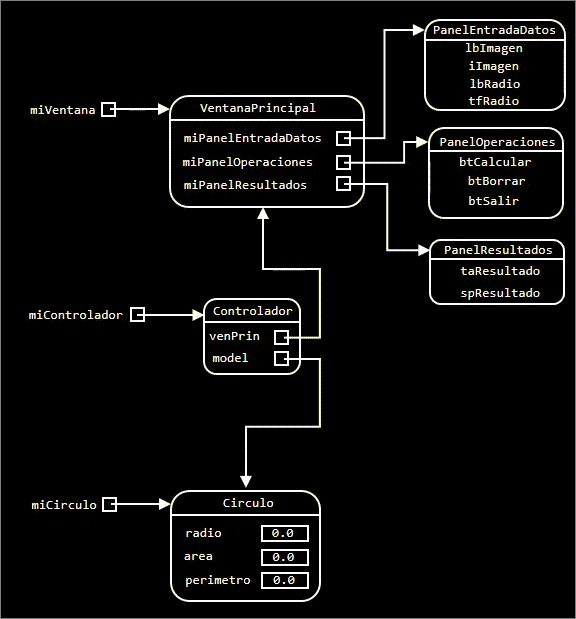 PanelEntradaDatos
lbImagen
iImagen
lbRadio
tfRadio
miVentana
VentanaPrincipal
miPanelEntradaDatos
miPanelOperaciones
miPanelResultados
PanelOperaciones
btCalcular
btBorrar
btSalir
PanelResultados
taResultado
spResultado
miControlador
Controlador
venPrin
model
miCirculo
Circulo
radio 0.0
area 0.0
perimetro 0.0